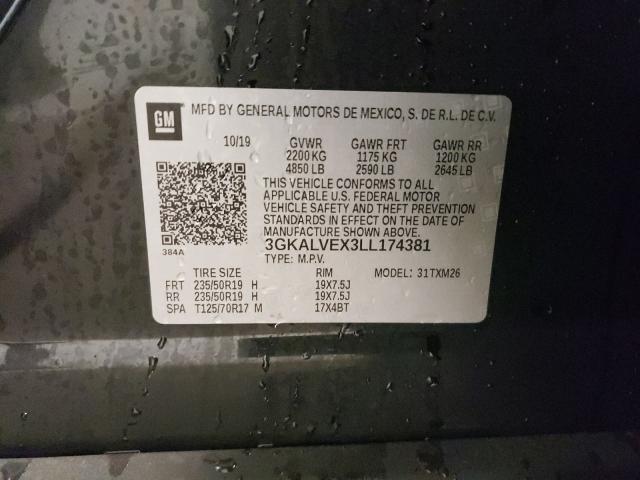 GM
MFD BY GENERAL MOTORS DE MEXICO, S. DE R.L. DE C.V.
10/19 GVWR GAWR FRT GAWR RR
2200 KG 1175 KG 1200 KG
4850 LB 2590 LB 2645 LB
THIS VEHICLE CONFORMS TO ALL
APPLICABLE U.S. FEDERAL MOTOR
VEHICLE SAFETY AND THEFT PREVENTION
STANDARDS IN EFFECT ON THE DATE OF
MANUFACTURE SHOWN ABOVE.
384A
3GKALVEX3LL174381
TYPE: M.P.V.
TIRE SIZE RIM MODEL: 31TXM26
FRT 235/50R19 H 19X7.5J
RR 235/50R19 H 19X7.5J
SPA T125/70R17 M 17X4BT